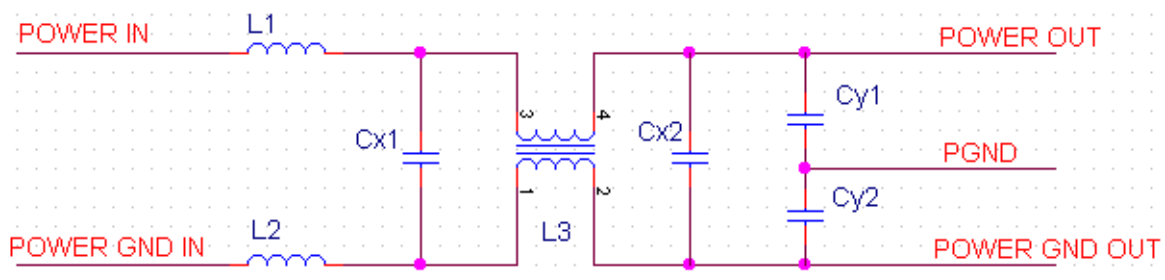 L1
POWER IN
POWER OUT
Cy1
3
4
Cx1
Cx2
PGND
1
2
Cy2
L2
L3
POWER GND IN
POWER GND OUT